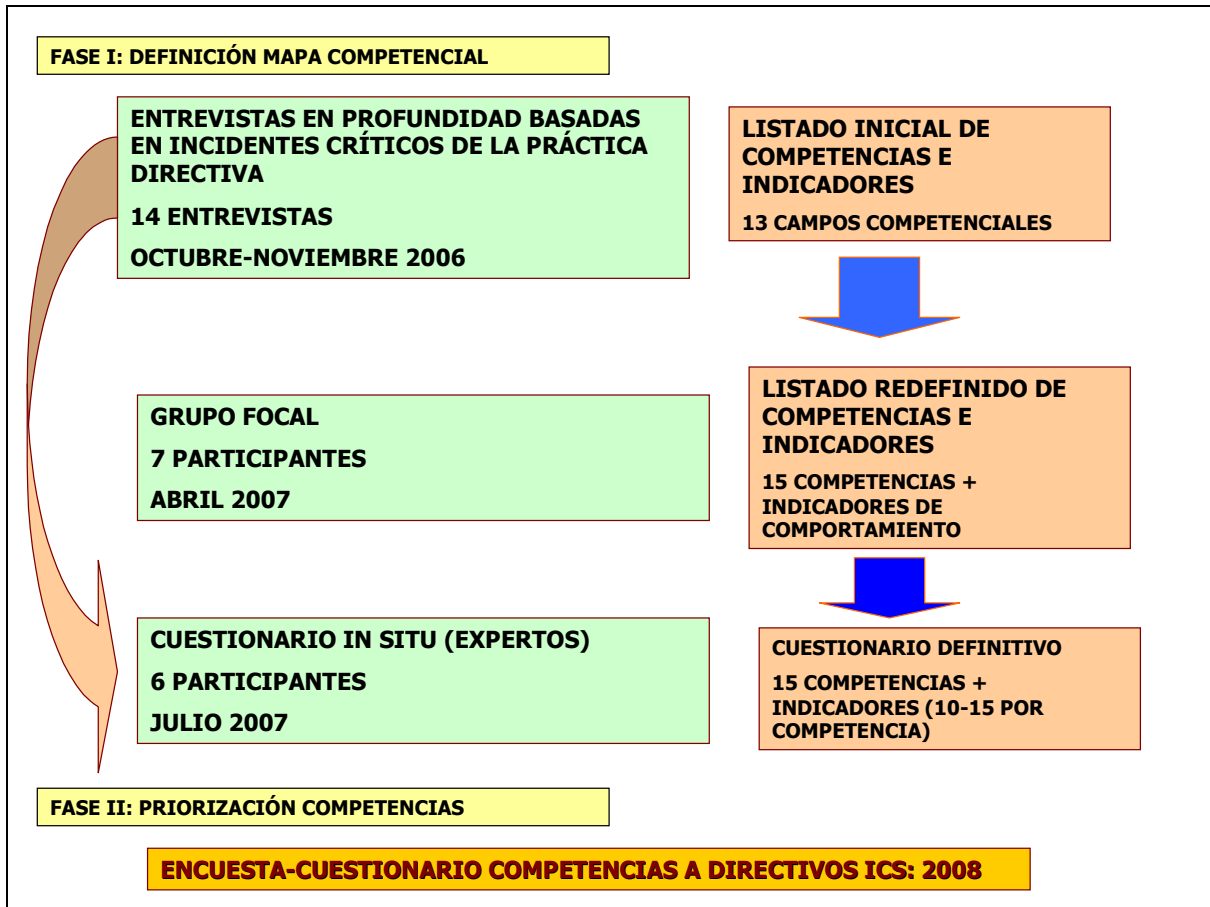 FASE I: DEFINICIÓN MAPA COMPETENCIAL
ENTREVISTAS EN PROFUNDIDAD BASADAS
EN INCIDENTES CRÍTICOS DE LA PRÁCTICA
DIRECTIVA
14 ENTREVISTAS
OCTUBRE-NOVIEMBRE 2006
LISTADO INICIAL DE
COMPETENCIAS E
INDICADORES
13 CAMPOS COMPETENCIALES
GRUPO FOCAL
7 PARTICIPANTES
ABRIL 2007
LISTADO REDEFINIDO DE
COMPETENCIAS E
INDICADORES
15 COMPETENCIAS +
INDICADORES DE
COMPORTAMIENTO
CUESTIONARIO IN SITU (EXPERTOS)
6 PARTICIPANTES
JULIO 2007
CUESTIONARIO DEFINITIVO
15 COMPETENCIAS +
INDICADORES (10-15 POR
COMPETENCIA)
FASE II: PRIORIZACIÓN COMPETENCIAS
ENCUESTA-CUESTIONARIO COMPETENCIAS A DIRECTIVOS ICS: 2008